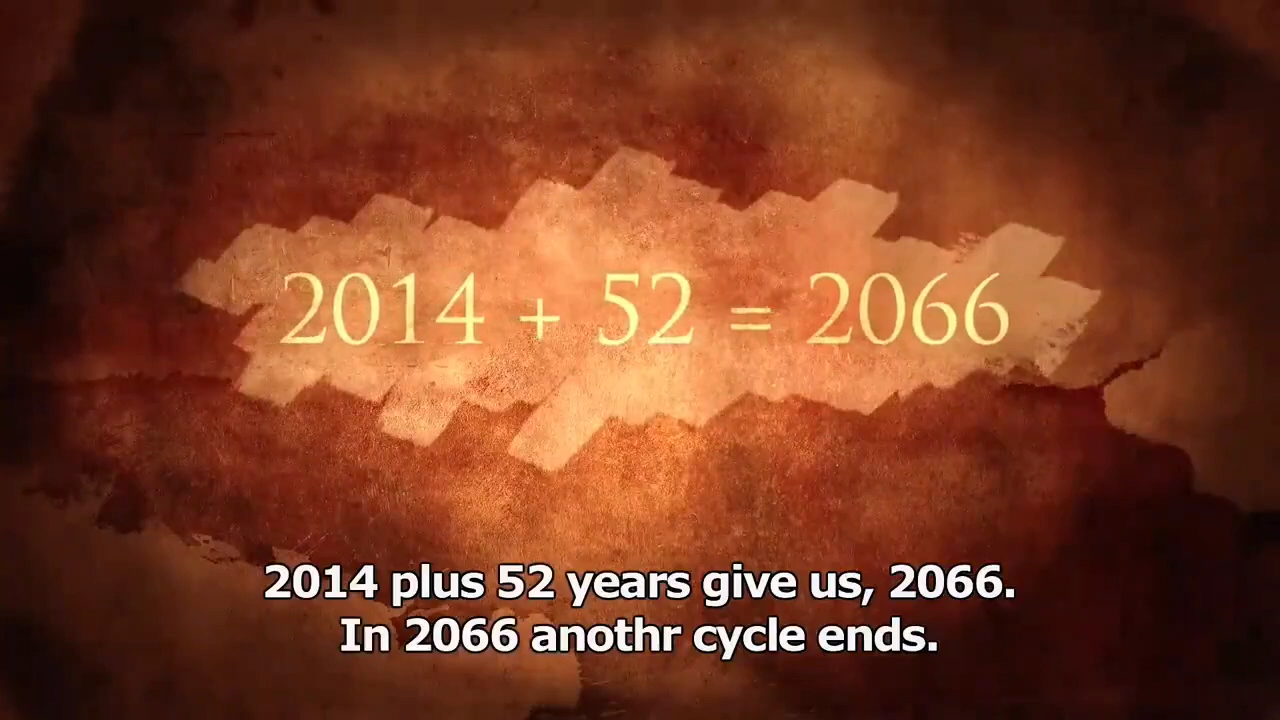 2014 + 52 = 2066
2014 plus 52 years give us, 2066.
In 2066 anothr cycle ends.